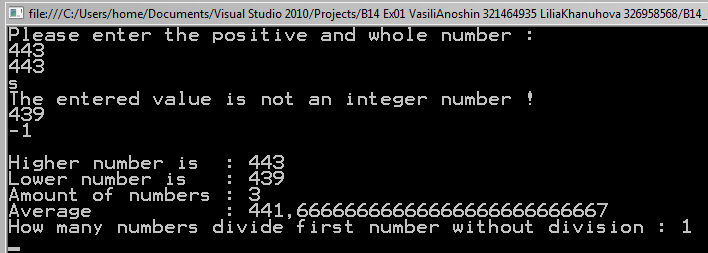 file:///C:/Users/home/Documents/Visual Studio 2010/Projects/B14 Ex01 VasiliAnoshin 321464935 LiliaKhanuhova 326958568/B14_
Please enter the positive and whole number :
443
443
s
The entered value is not an integer number !
439
-1
Higher number is : 443
Lower number is : 439
Amount of numbers : 3
Average : 441,66666666666666666666666667
How many numbers divide first number without division : 1